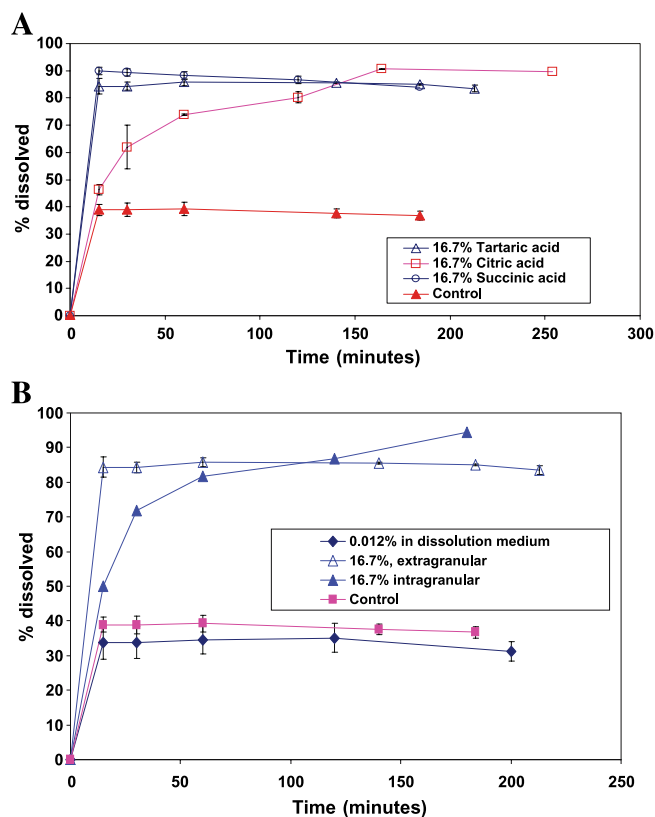 A
100
90
80
70
60
50
40
30
20
10
0
% dissolved
16.7% Tartaric acid
16.7% Citric acid
16.7% Succinic acid
Control
0 50 100 150 200 250 300
Time (minutes)
B
100
90
80
70
60
50
40
30
20
10
0
% dissolved
0.012% in dissolution medium
16.7%, extragranular
16.7% intragranular
Control
0 50 100 150 200 250
Time (minutes)